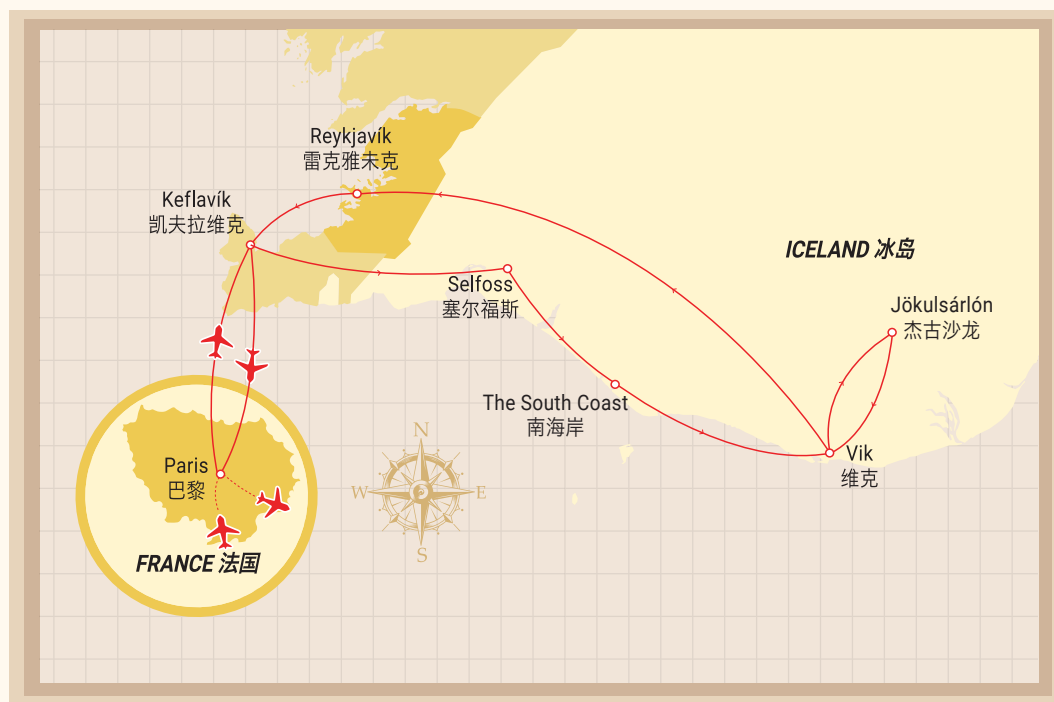 Reykjavík
雷克雅未克
Keflavík
凯夫拉维克
ICELAND 冰岛
Selfoss
塞尔福斯
Jökulsárlón
杰古沙龙
The South Coast
南海岸
Vik
维克
N
W
E
S
Paris
巴黎
FRANCE 法国